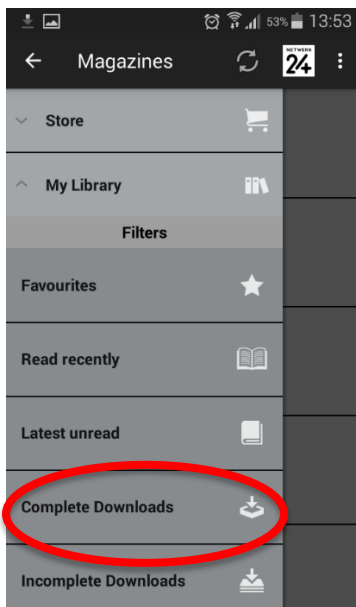 53% 13:53
Magazines NETWERK 24
Store
My Library
Filters
Favourites
Read recently
Latest unread
Complete Downloads
Incomplete Downloads